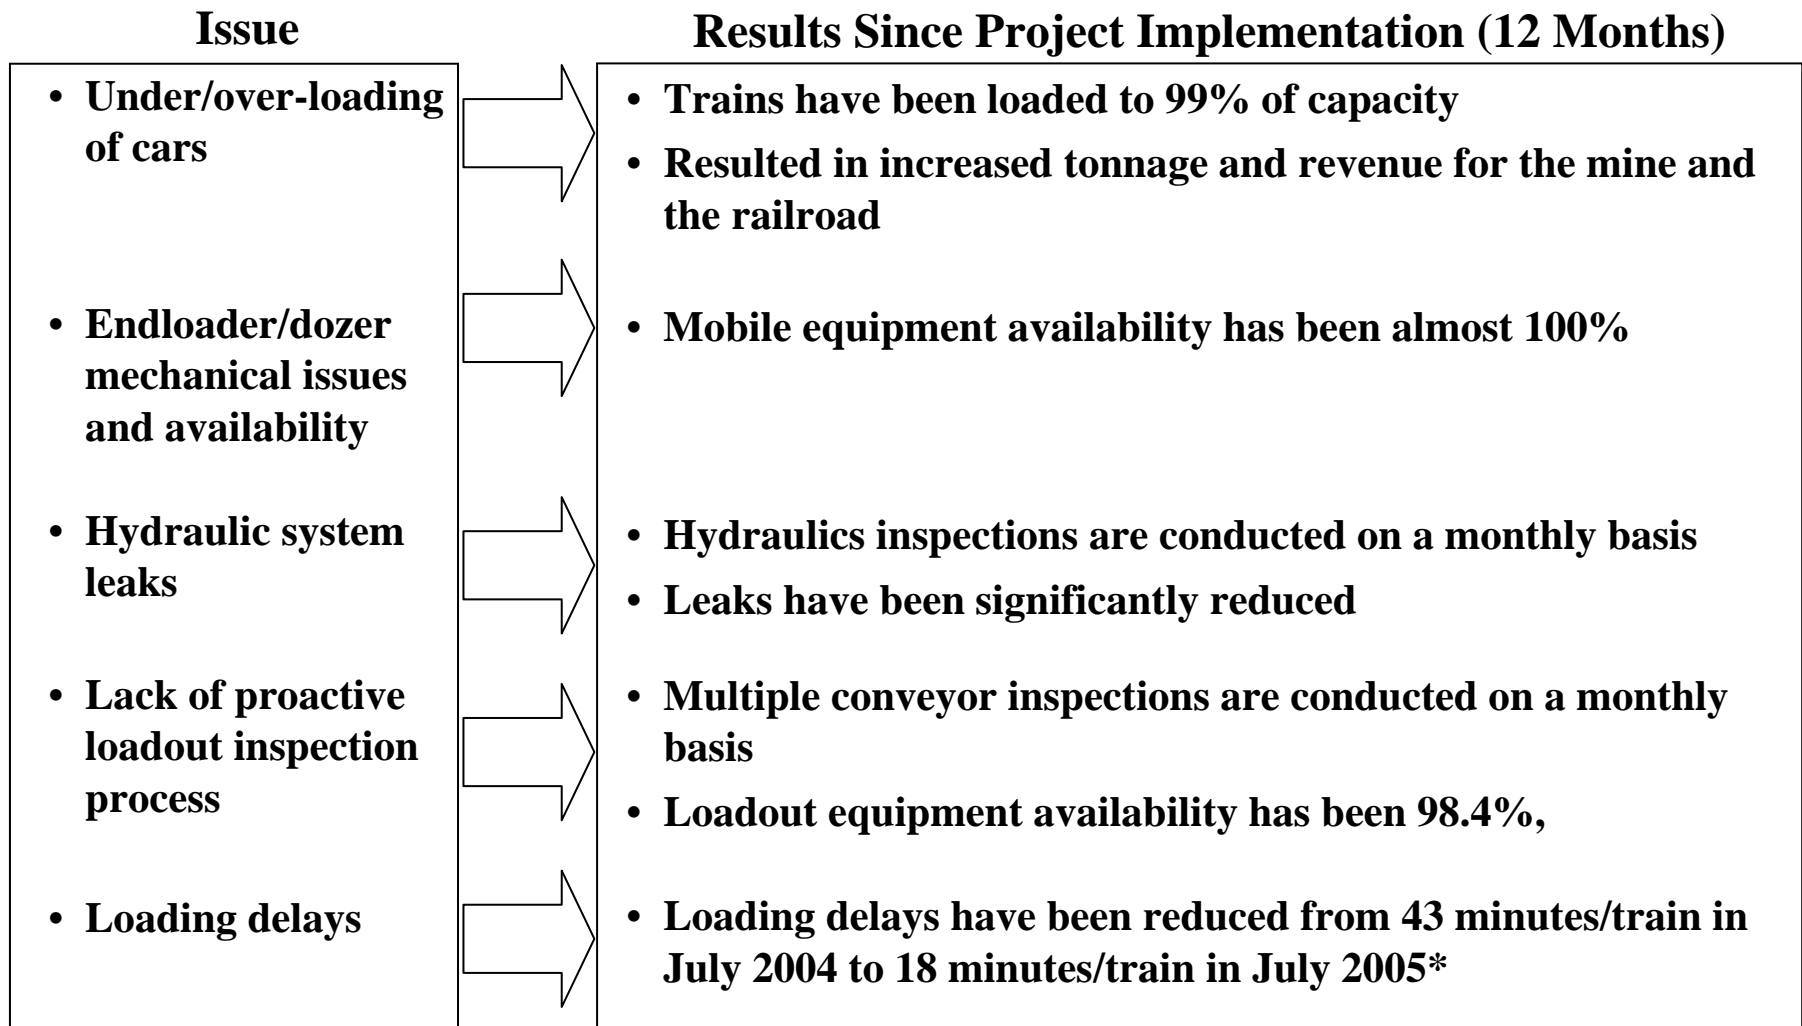 Issue
Results Since Project Implementation (12 Months)
• Under/over-loading
of cars
• Trains have been loaded to 99% of capacity
• Resulted in increased tonnage and revenue for the mine and
the railroad
• Endloader/dozer
mechanical issues
and availability
• Mobile equipment availability has been almost 100%
• Hydraulic system
leaks
• Hydraulics inspections are conducted on a monthly basis
• Leaks have been significantly reduced
• Lack of proactive
loadout inspection
process
• Multiple conveyor inspections are conducted on a monthly
basis
• Loadout equipment availability has been 98.4%,
• Loading delays
• Loading delays have been reduced from 43 minutes/train in
July 2004 to 18 minutes/train in July 2005*